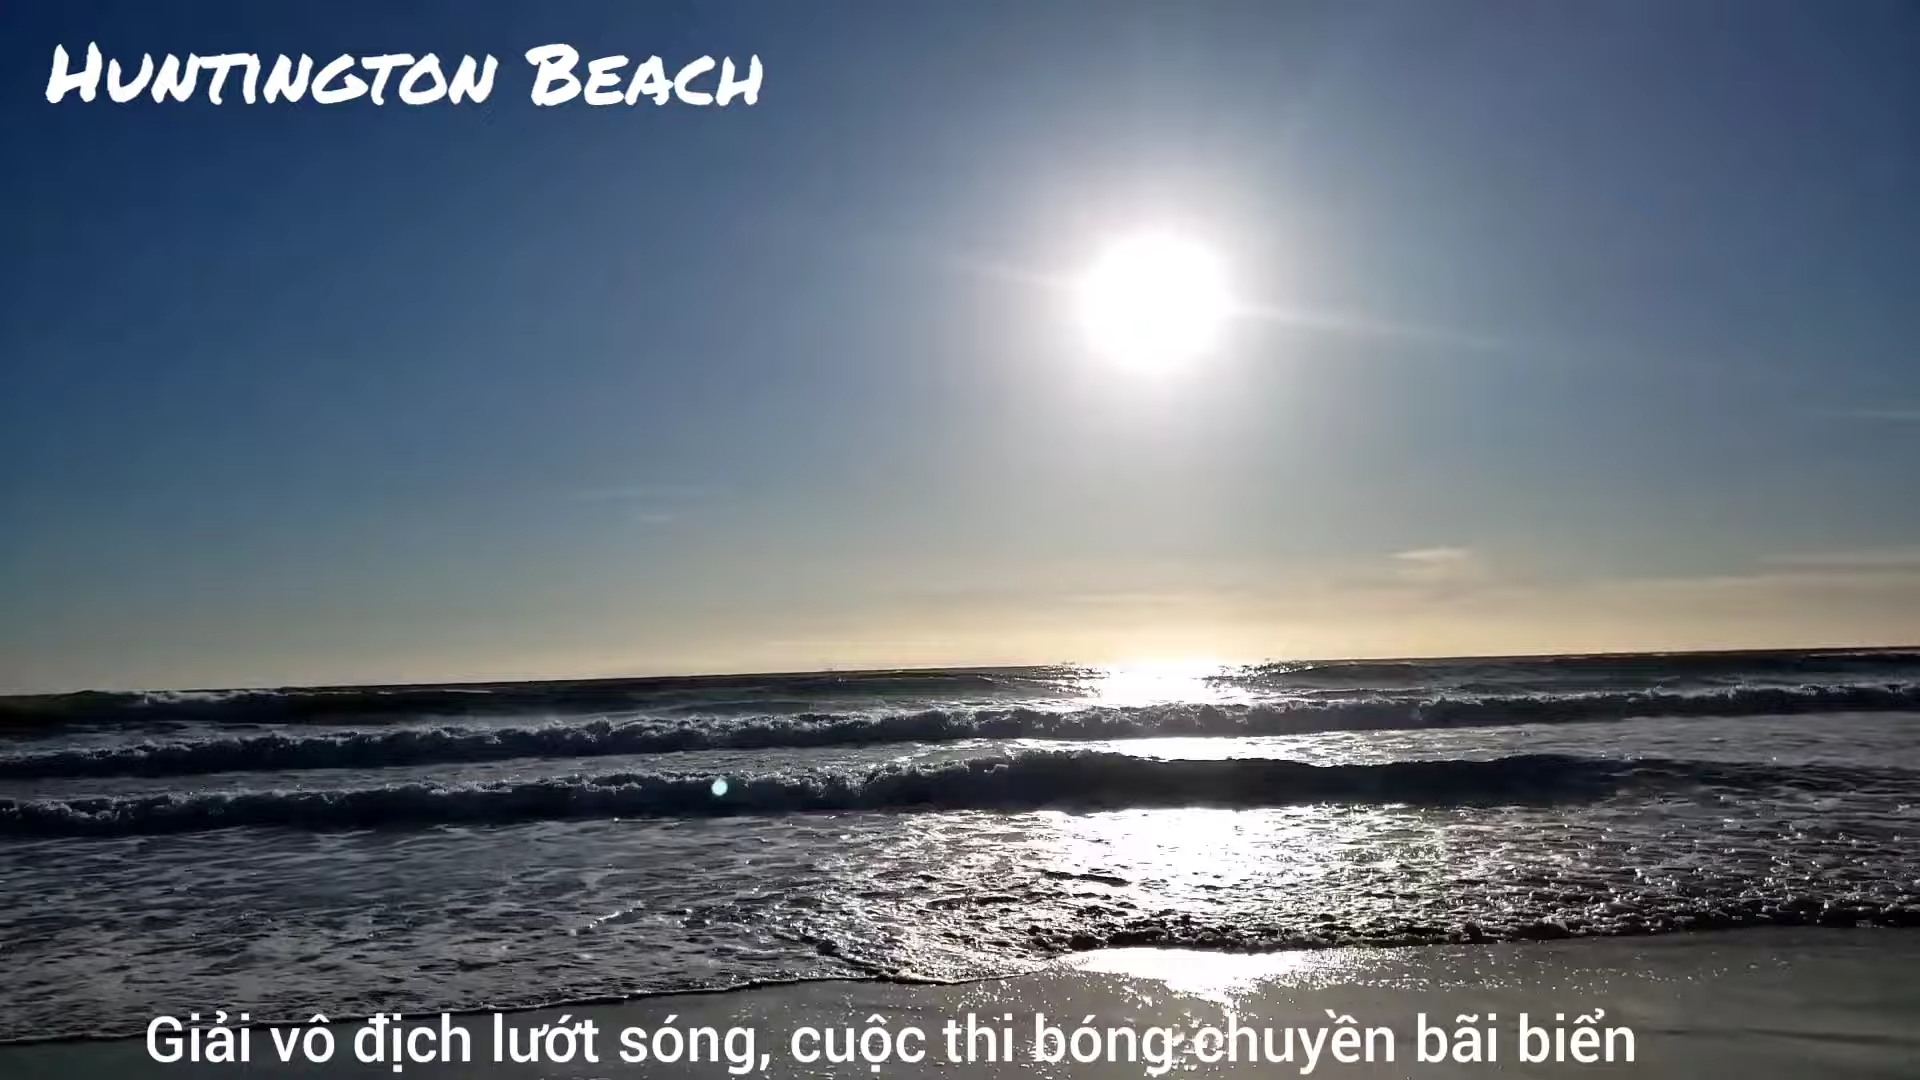 Huntington Beach
Giải vô địch lướt sóng, cuộc thi bóng chuyền bãi biển